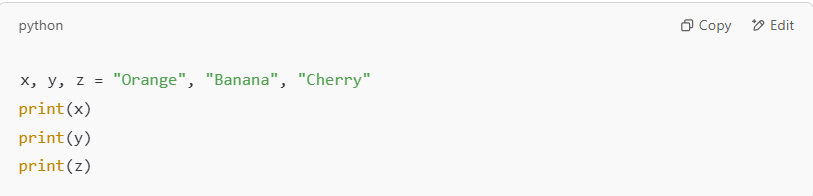 python Copy Edit
x, y, z = "Orange", "Banana", "Cherry"
print(x)
print(y)
print(z)